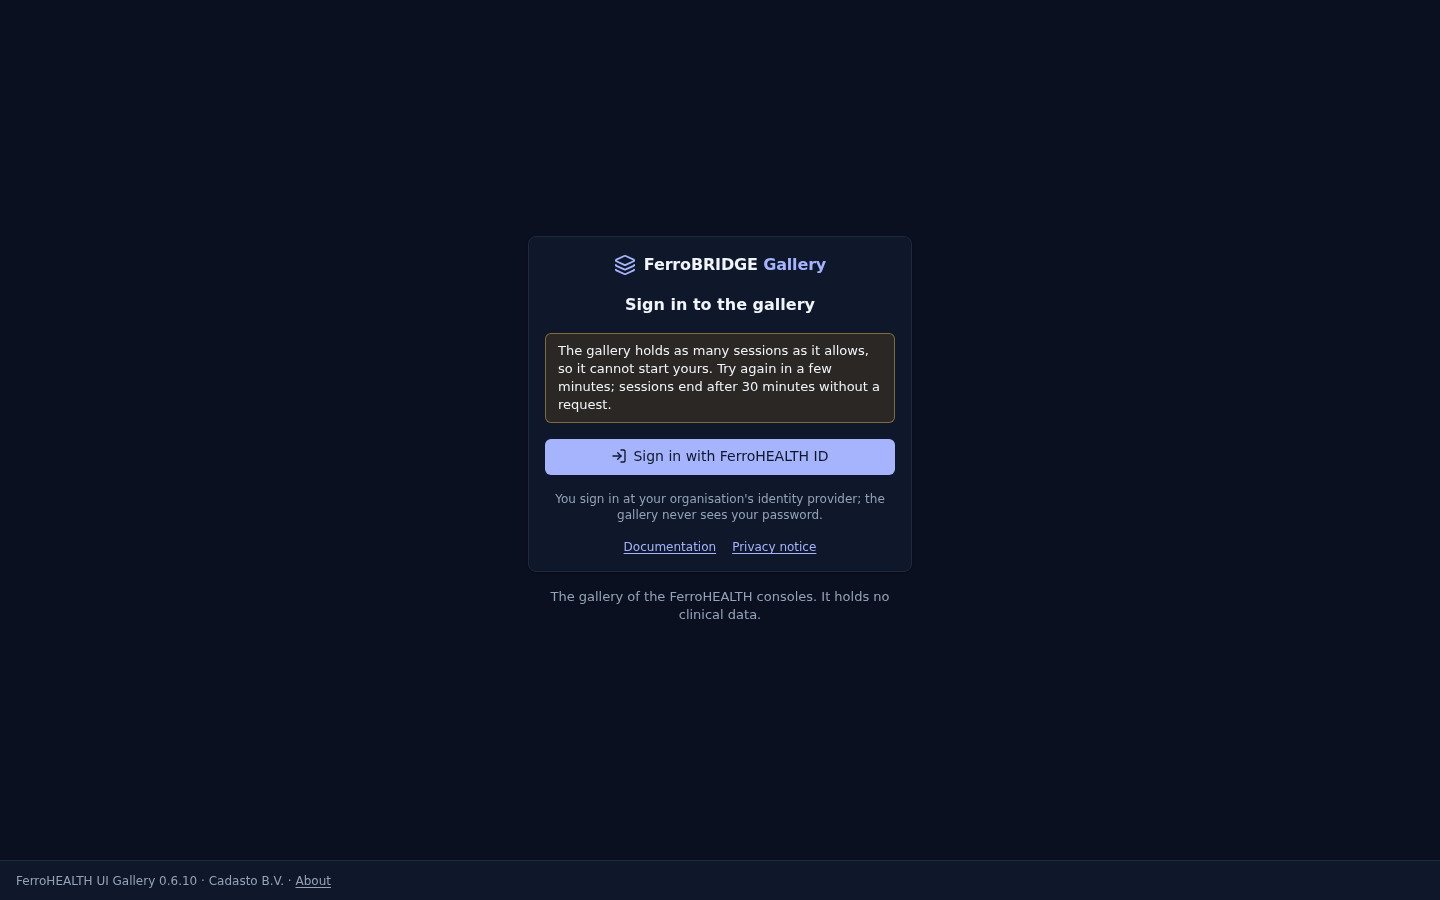 FerroBRIDGE Gallery
Sign in to the gallery
The gallery holds as many sessions as it allows,
so it cannot start yours. Try again in a few
minutes; sessions end after 30 minutes without a
request.
Sign in with FerroHEALTH ID
You sign in at your organisation's identity provider; the
gallery never sees your password.
Documentation Privacy notice
The gallery of the FerroHEALTH consoles. It holds no
clinical data.
FerroHEALTH UI Gallery 0.6.10 · Cadasto B.V. · About